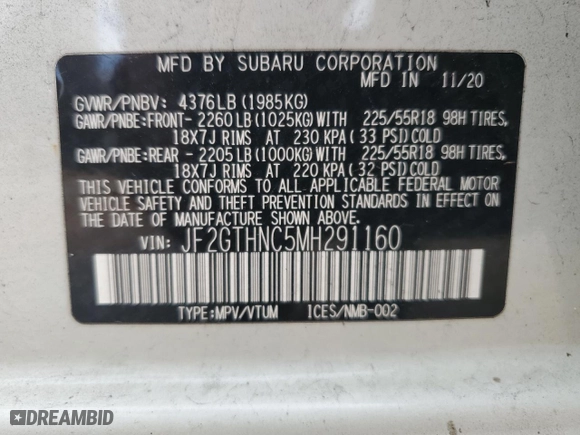 MFD BY SUBARU CORPORATION
MFD IN 11/20
GVWR/PNBV: 4376LB(1985KG)
GAWR/PNBE:FRONT- 2260LB(1025KG)WITH 225/55R18 98H TIRES,
18X7J RIMS AT 230 KPA(33 PSI)COLD
GAWR/PNBE:REAR - 2205LB(1000KG)WITH 225/55R18 98H TIRES,
18X7J RIMS AT 220 KPA(32 PSI)COLD
THIS VEHICLE CONFORMS TO ALL APPLICABLE FEDERAL MOTOR
VEHICLE SAFETY AND THEFT PREVENTION STANDARDS IN EFFECT
ON THE DATE OF MANUFACTURE SHOWN ABOVE.
VIN: JF2GTHNC5MH291160
TYPE:MPV/VTUM ICES/NMB-002
DREAMBID